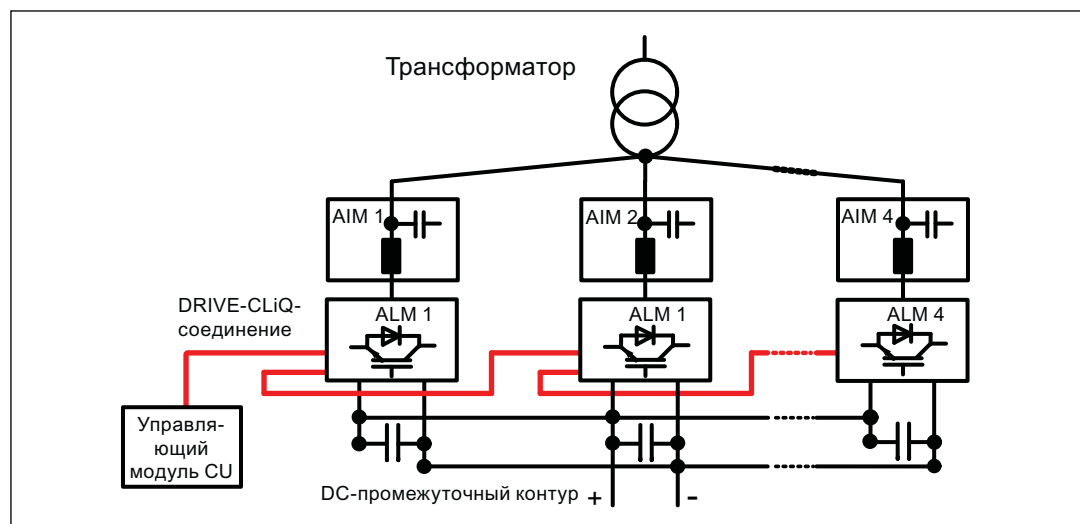 Трансформатор
AIM 1
AIM 2
AIM 4
DRIVE-CLiQ-
соединение
ALM 1
ALM 1
ALM 4
Управля-
ющий
модуль CU
DC-промежуточный контур + -